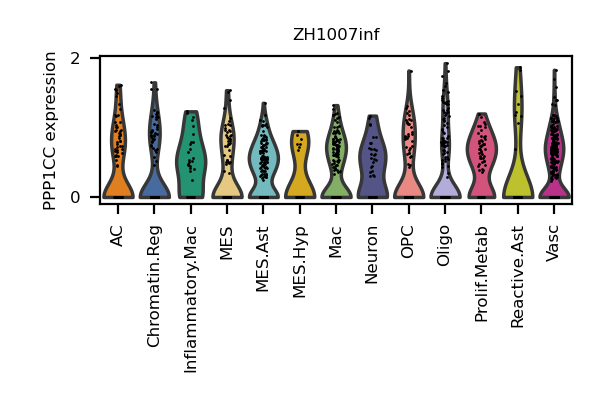 ZH1007inf
PPP1CC expression
2
0
AC
Chromatin.Reg
Inflammatory.Mac
MES
MES.Ast
MES.Hyp
Mac
Neuron
OPC
Oligo
Prolif.Metab
Reactive.Ast
Vasc